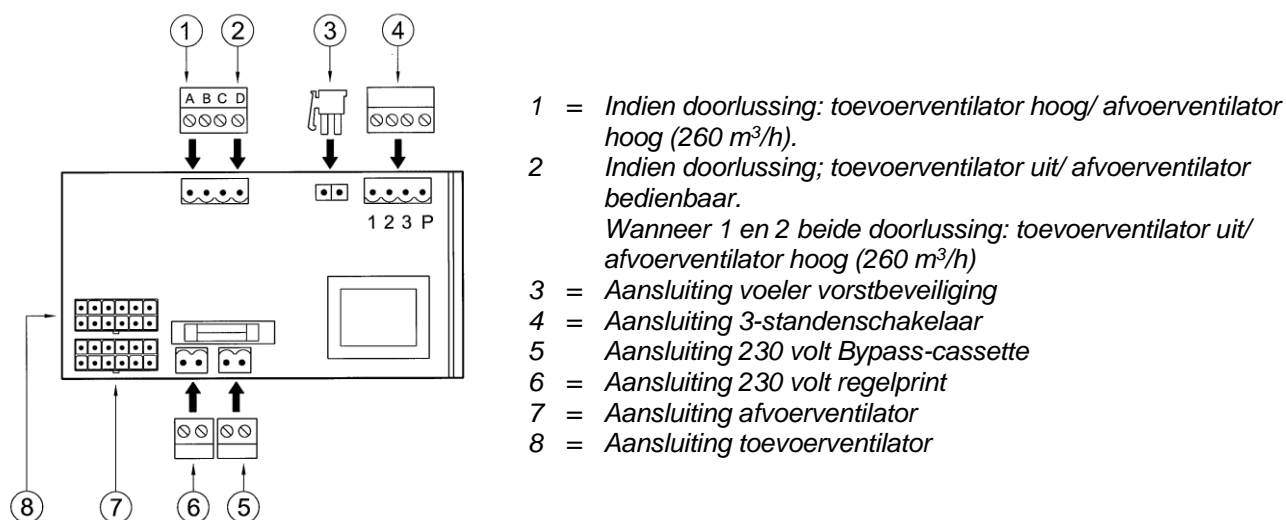 1 2 3 4
A B C D
1 2 3 P
8 7 6 5
1 = Indien doorlussing: toevoerventilator hoog/ afvoerventilator
hoog (260 m³/h).
2 Indien doorlussing; toevoerventilator uit/ afvoerventilator
bedienbaar.
Wanneer 1 en 2 beide doorlussing: toevoerventilator uit/
afvoerventilator hoog (260 m³/h)
3 = Aansluiting voeler vorstbeveiliging
4 = Aansluiting 3-standenschakelaar
5 Aansluiting 230 volt Bypass-cassette
6 = Aansluiting 230 volt regelprint
7 = Aansluiting afvoerventilator
8 = Aansluiting toevoerventilator